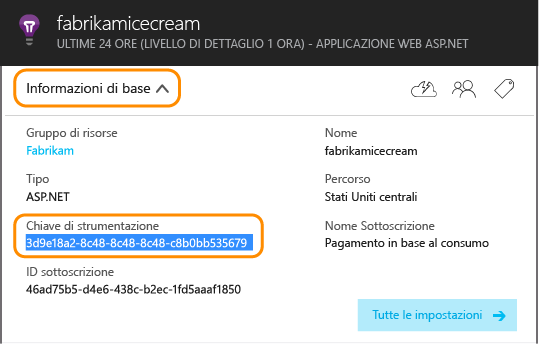 fabrikamicecream
ULTIME 24 ORE (LIVELLO DI DETTAGLIO 1 ORA) - APPLICAZIONE WEB ASP.NET
Informazioni di base
Gruppo di risorse
Fabrikam
Nome
fabrikamicecream
Tipo
ASP.NET
Percorso
Stati Uniti centrali
Chiave di strumentazione
3d9e18a2-8c48-8c48-8c48-c8b0bb535679
Nome Sottoscrizione
Pagamento in base al consumo
ID sottoscrizione
46ad75b5-d4e6-438c-b2ec-1fd5aaaf1850
Tutte le impostazioni